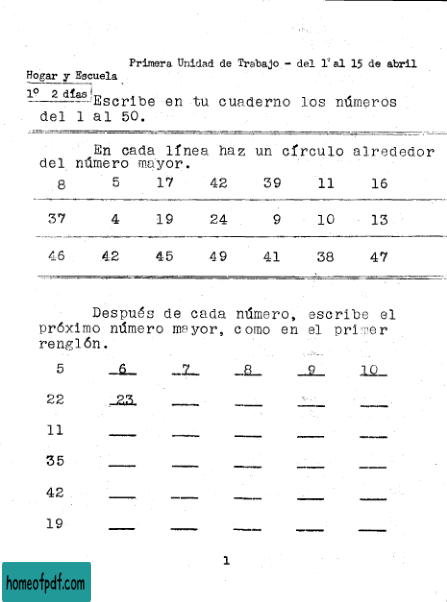 Primera Unidad de Trabajo - del 1° al 15 de abril
Hogar y Escuela
1° 2 días
Escribe en tu cuaderno los números
del 1 al 50.
En cada línea haz un círculo alrededor
del número mayor.
8 5 17 42 39 11 16
37 4 19 24 9 10 13
46 42 45 49 41 38 47
Después de cada número, escribe el
próximo número mayor, como en el primer
renglón.
5 6 7 8 9 10
22 23
11
35
42
19
1
homeofpdf.com